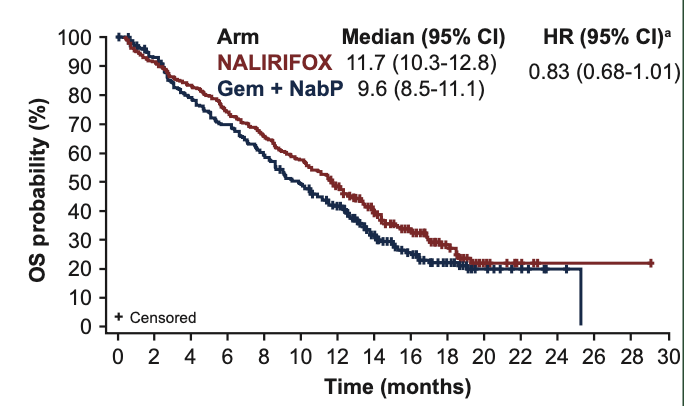 Arm Median (95% CI) HR (95% CI)ᵃ
NALIRIFOX 11.7 (10.3-12.8) 0.83 (0.68-1.01)
Gem + NabP 9.6 (8.5-11.1)
OS probability (%)
100
90
80
70
60
50
40
30
20
10
0
+ Censored
0 2 4 6 8 10 12 14 16 18 20 22 24 26 28 30
Time (months)